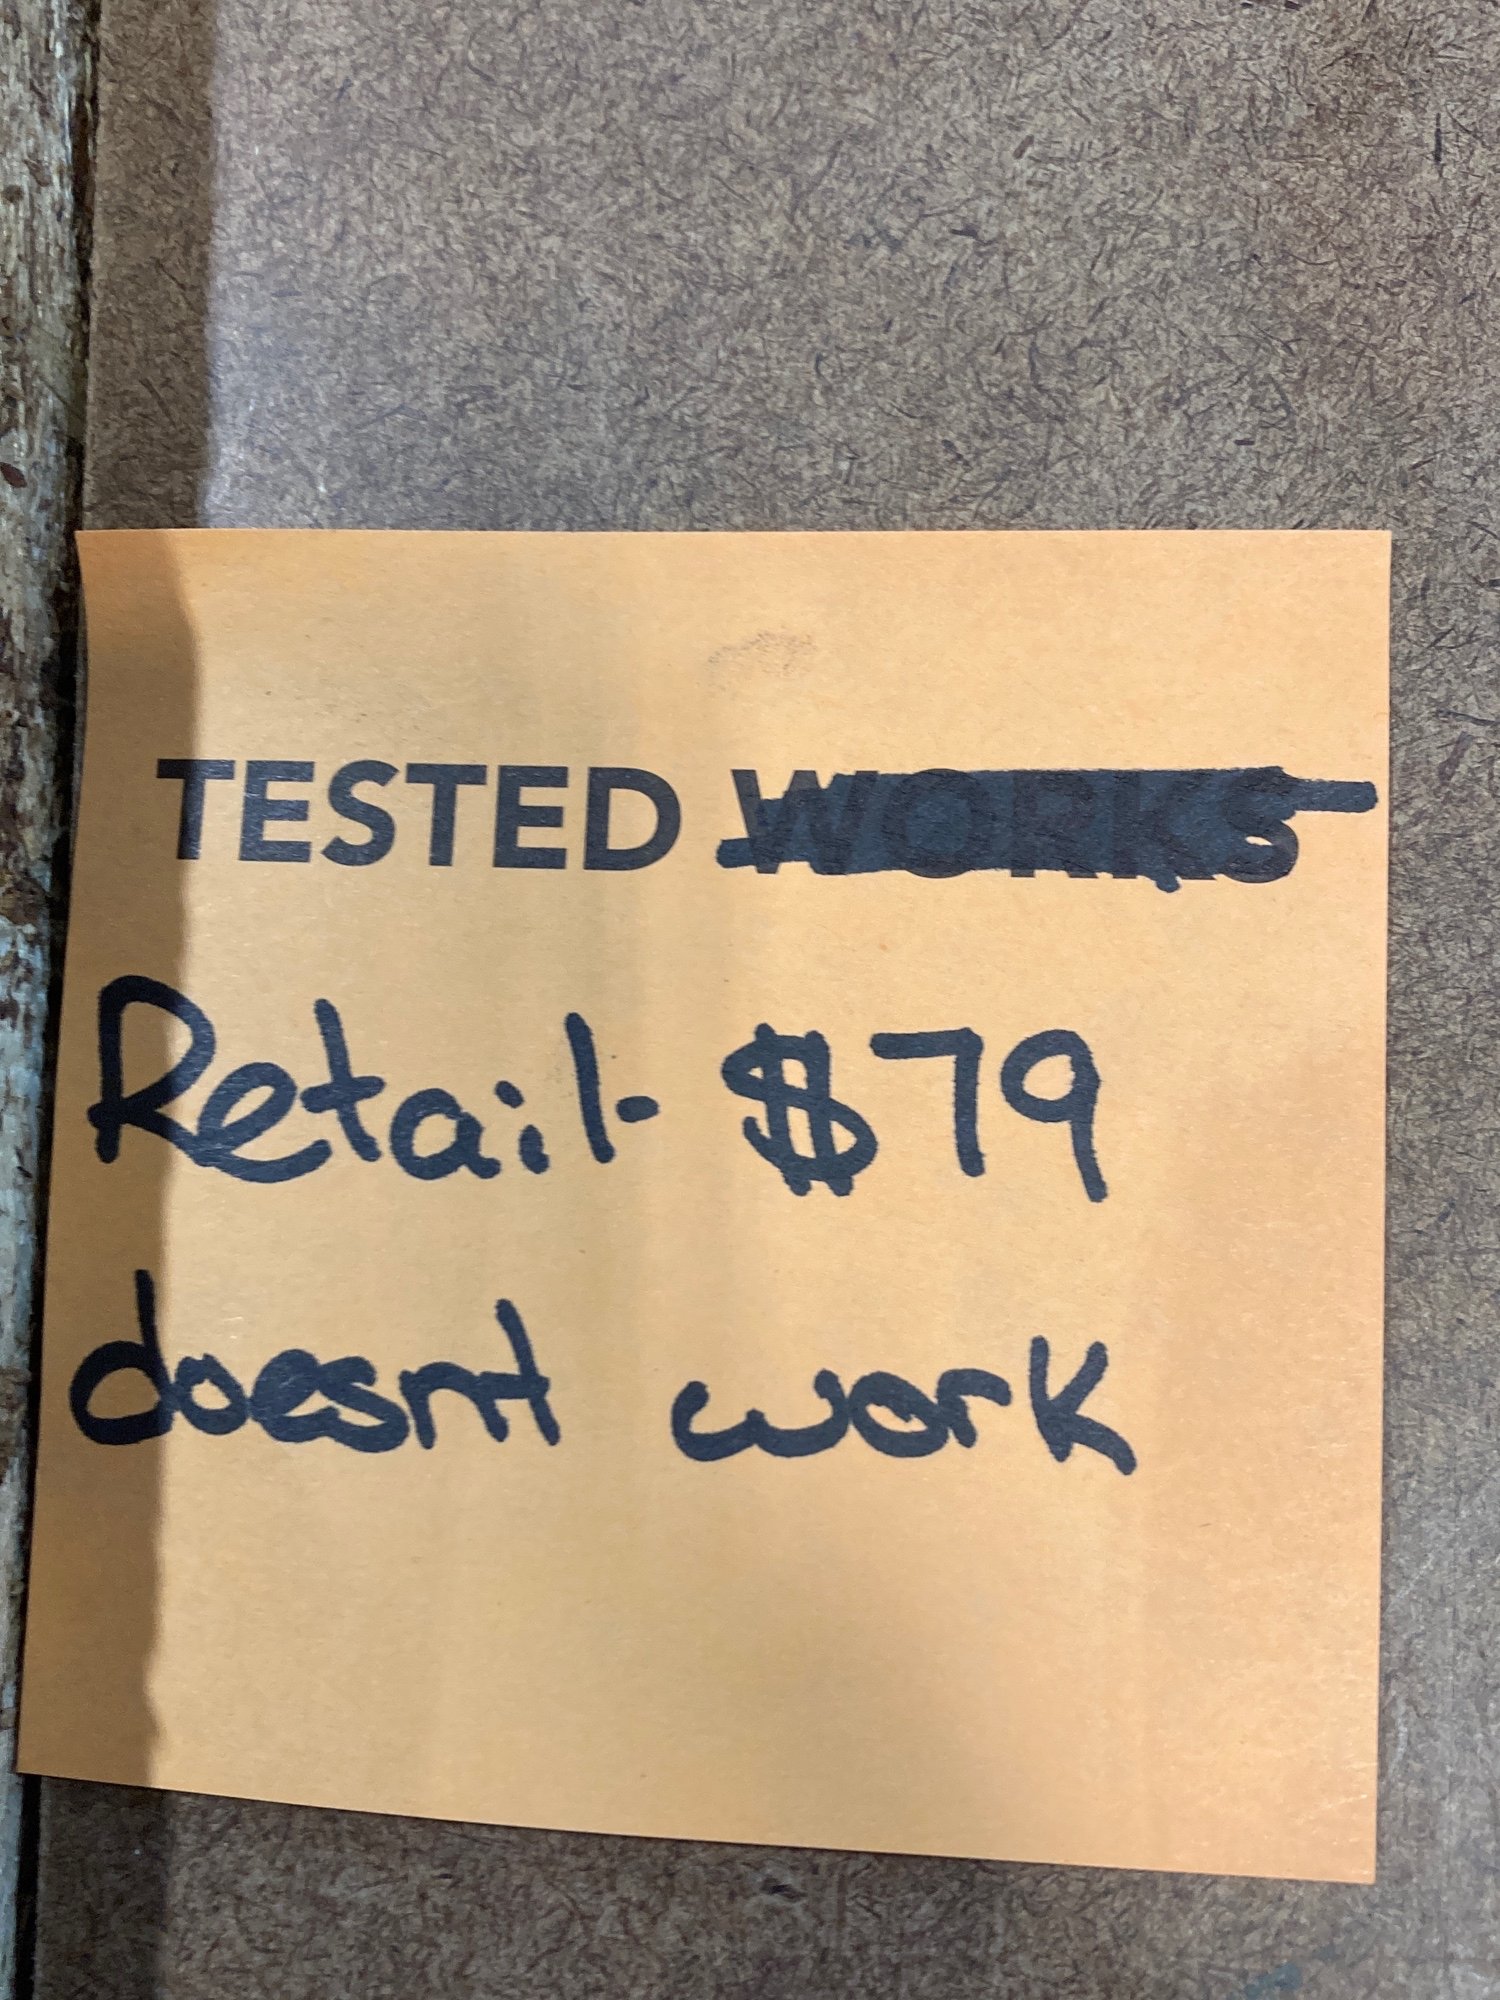 TESTED WORKS
Retail- $79
doesnt work